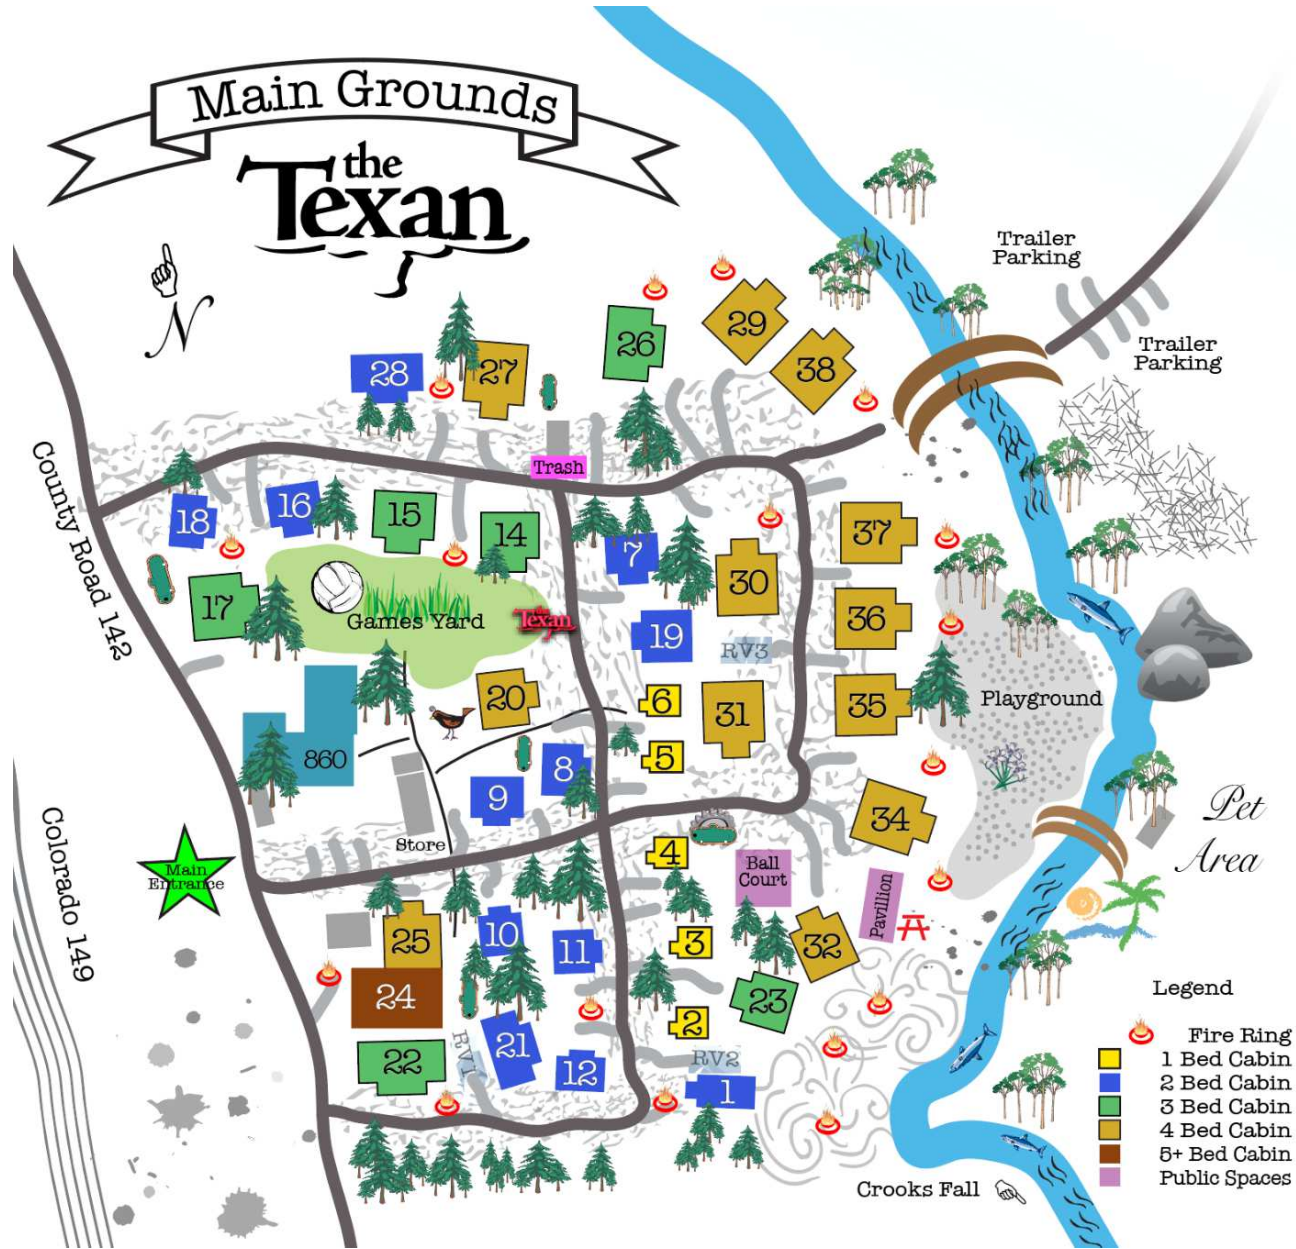 Main Grounds
the
Texan
N
Trailer
Parking
Trailer
Parking
29
26
38
28
27
County Road 142
Trash
18
16
15
14
7
37
30
17
Games Yard
the
Texan
19
RV3
36
6
20
31
35
Playground
860
5
8
9
34
Pet
Area
Colorado 149
Store
4
Ball
Court
Main
Entrance
Pavillion
25
10
11
3
32
24
23
2
Legend
22
RV1
21
12
RV2
1
Fire Ring
1 Bed Cabin
2 Bed Cabin
3 Bed Cabin
4 Bed Cabin
5+ Bed Cabin
Public Spaces
Crooks Fall